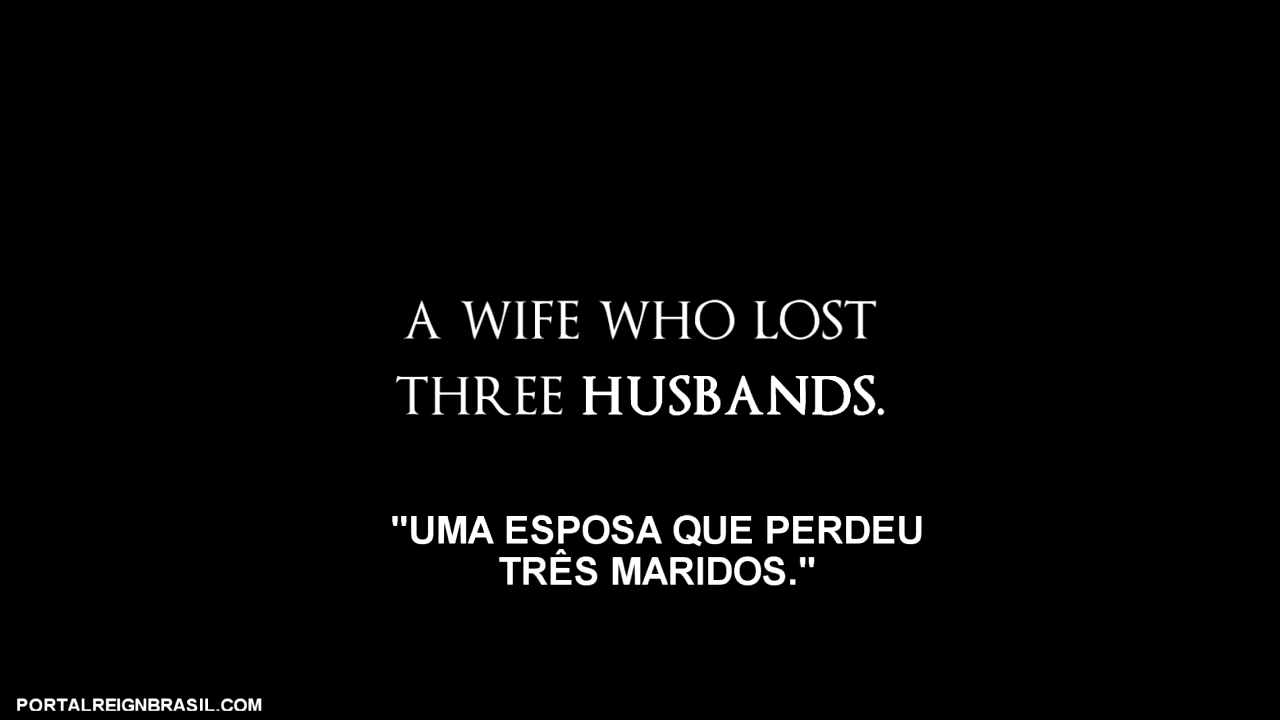 A WIFE WHO LOST
THREE HUSBANDS.
"UMA ESPOSA QUE PERDEU
TRÊS MARIDOS."
PORTALREIGNBRASIL.COM